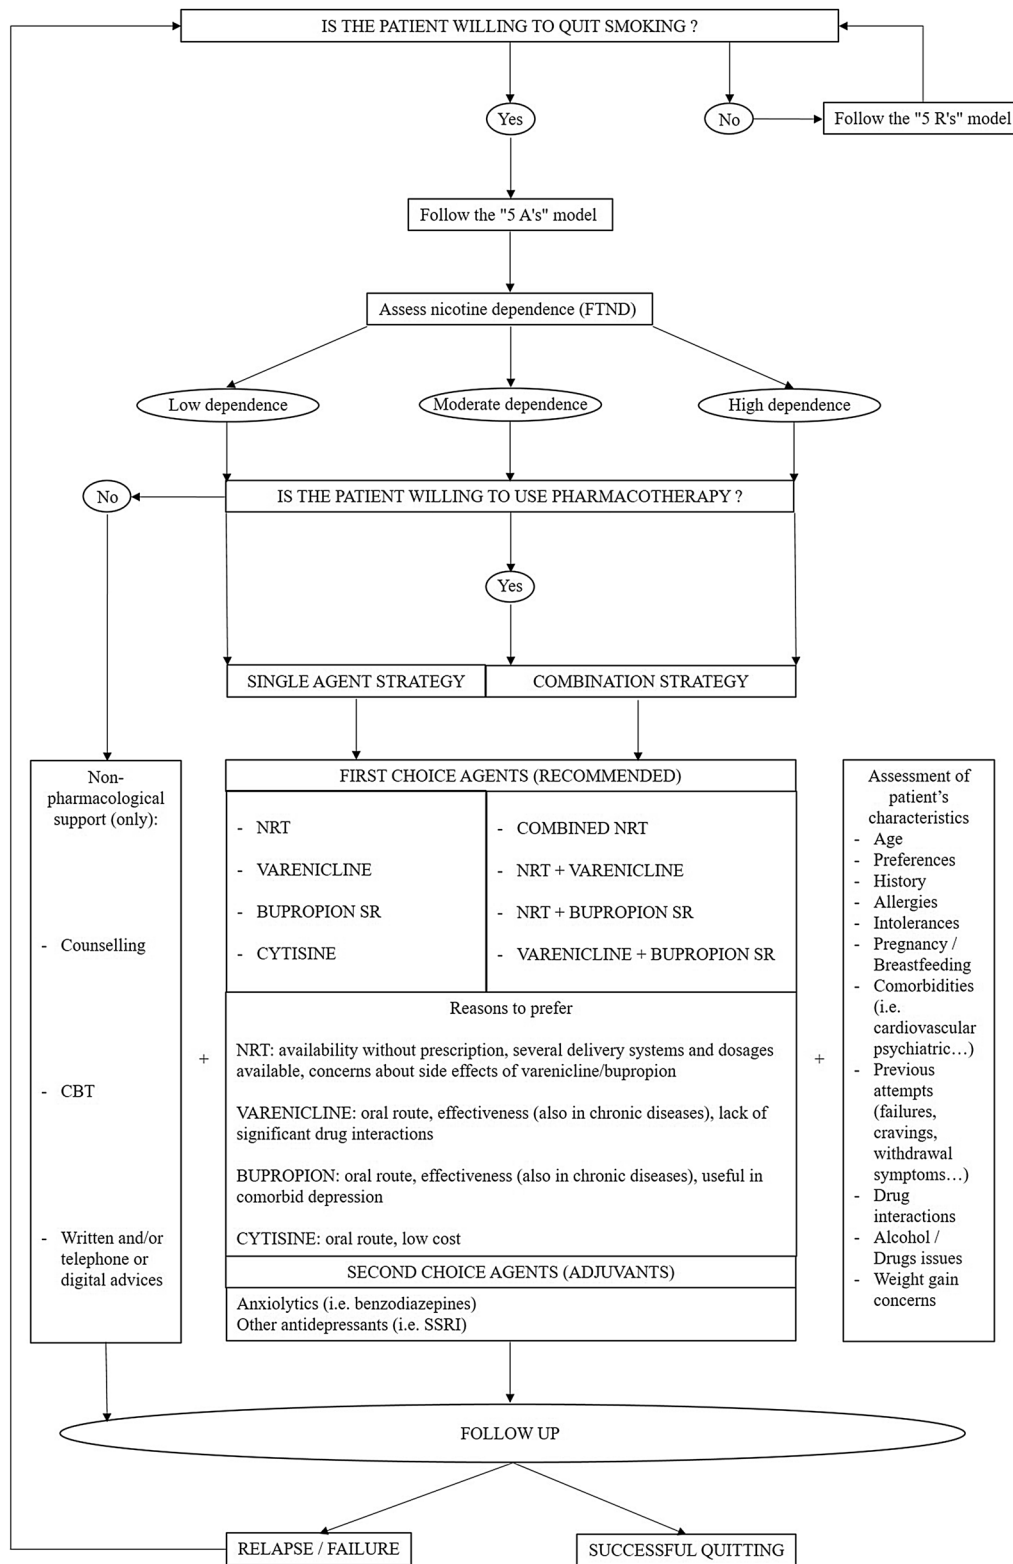 IS THE PATIENT WILLING TO QUIT SMOKING ?
Yes
No
Follow the "5 R's" model
Follow the "5 A's" model
Assess nicotine dependence (FTND)
Low dependence
Moderate dependence
High dependence
No
IS THE PATIENT WILLING TO USE PHARMACOTHERAPY ?
Yes
SINGLE AGENT STRATEGY
COMBINATION STRATEGY
Non-
pharmacological
support (only):
- Counselling
- CBT
- Written and/or
telephone or
digital advices
+
FIRST CHOICE AGENTS (RECOMMENDED)
- NRT
- VARENICLINE
- BUPROPION SR
- CYTISINE
- COMBINED NRT
- NRT + VARENICLINE
- NRT + BUPROPION SR
- VARENICLINE + BUPROPION SR
Reasons to prefer
NRT: availability without prescription, several delivery systems and dosages
available, concerns about side effects of varenicline/bupropion
VARENICLINE: oral route, effectiveness (also in chronic diseases), lack of
significant drug interactions
BUPROPION: oral route, effectiveness (also in chronic diseases), useful in
comorbid depression
CYTISINE: oral route, low cost
SECOND CHOICE AGENTS (ADJUVANTS)
Anxiolytics (i.e. benzodiazepines)
Other antidepressants (i.e. SSRI)
+
Assessment of
patient’s
characteristics
- Age
- Preferences
- History
- Allergies
- Intolerances
- Pregnancy /
Breastfeeding
- Comorbidities
(i.e.
cardiovascular
psychiatric…)
- Previous
attempts
(failures,
cravings,
withdrawal
symptoms…)
- Drug
interactions
- Alcohol /
Drugs issues
- Weight gain
concerns
FOLLOW UP
RELAPSE / FAILURE
SUCCESSFUL QUITTING